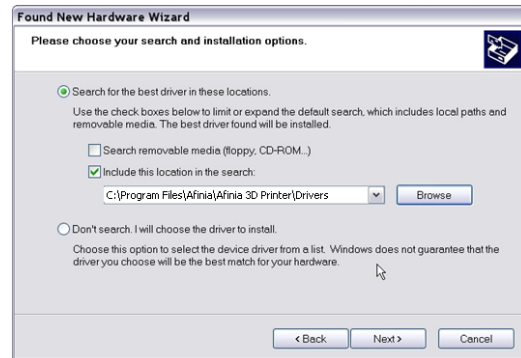 Found New Hardware Wizard
Please choose your search and installation options.
Search for the best driver in these locations.
Use the check boxes below to limit or expand the default search, which includes local paths and
removable media. The best driver found will be installed.
Search removable media (floppy, CD-ROM...)
Include this location in the search:
C:\Program Files\Afinia\Afinia 3D Printer\Drivers
Browse
Don't search. I will choose the driver to install.
Choose this option to select the device driver from a list. Windows does not guarantee that the
driver you choose will be the best match for your hardware.
< Back
Next >
Cancel